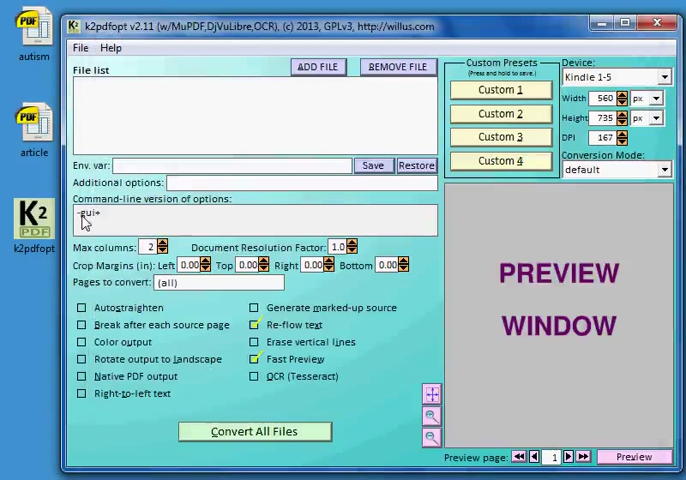 k2pdfopt v2.11 (w/MuPDF,DjVuLibre,OCR), (c) 2013, GPLv3, http://willus.com
File Help
PDF
autism
PDF
article
K2
PDF
k2pdfopt
File list
ADD FILE
REMOVE FILE
Custom Presets
(Press and hold to save.)
Custom 1
Custom 2
Custom 3
Custom 4
Device:
Kindle 1-5
Width 560 px
Height 735 px
DPI 167
Conversion Mode:
default
Env. var:
Save
Restore
Additional options:
Command-line version of options:
-gui+
Max columns: 2 Document Resolution Factor: 1.0
Crop Margins (in): Left 0.00 Top 0.00 Right 0.00 Bottom 0.00
Pages to convert: (all)
Autostraighten
Break after each source page
Color output
Rotate output to landscape
Native PDF output
Right-to-left text
Generate marked-up source
Re-flow text
Erase vertical lines
Fast Preview
OCR (Tesseract)
Convert All Files
PREVIEW
WINDOW
Preview page: 1 Preview